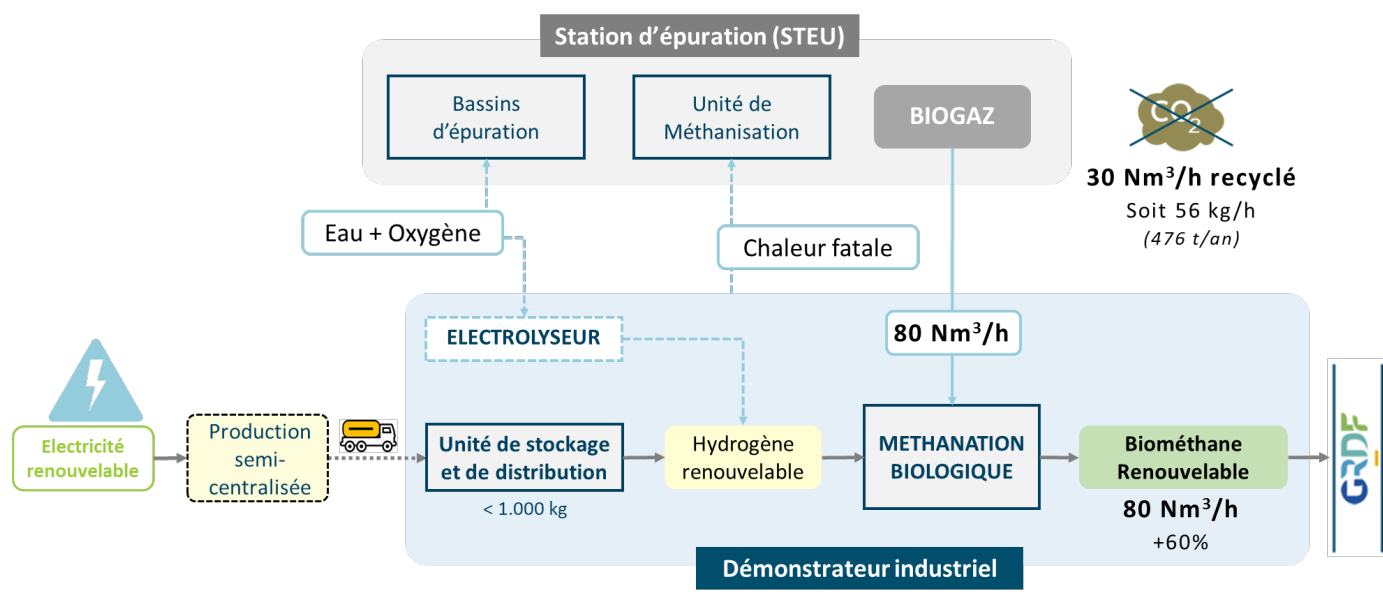 Station d’épuration (STEU)
Bassins
d’épuration
Unité de
Méthanisation
BIOGAZ
CO2
30 Nm³/h recyclé
Soit 56 kg/h
(476 t/an)
Eau + Oxygène
Chaleur fatale
ELECTROLYSEUR
80 Nm³/h
Electricité
renouvelable
Production
semi-
centralisée
Unité de stockage
et de distribution
< 1.000 kg
Hydrogène
renouvelable
METHANATION
BIOLOGIQUE
Biométhane
Renouvelable
80 Nm³/h
+60%
GRDF
Démonstrateur industriel